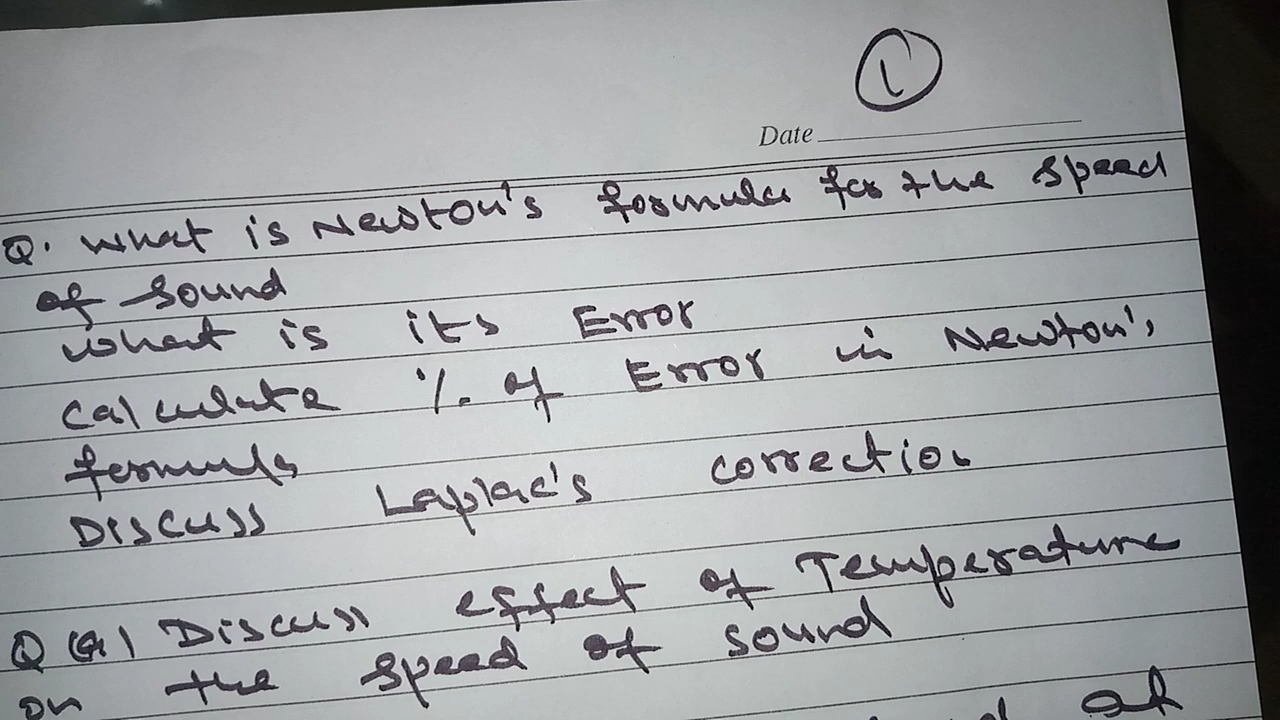 1
Date
Q. What is Newton's formula for the speed
of sound
what is its Error
calculate % of Error in Newton's
formula
Discuss Laplac's correction
Q (a) Discuss effect of Temperature
on the speed of sound